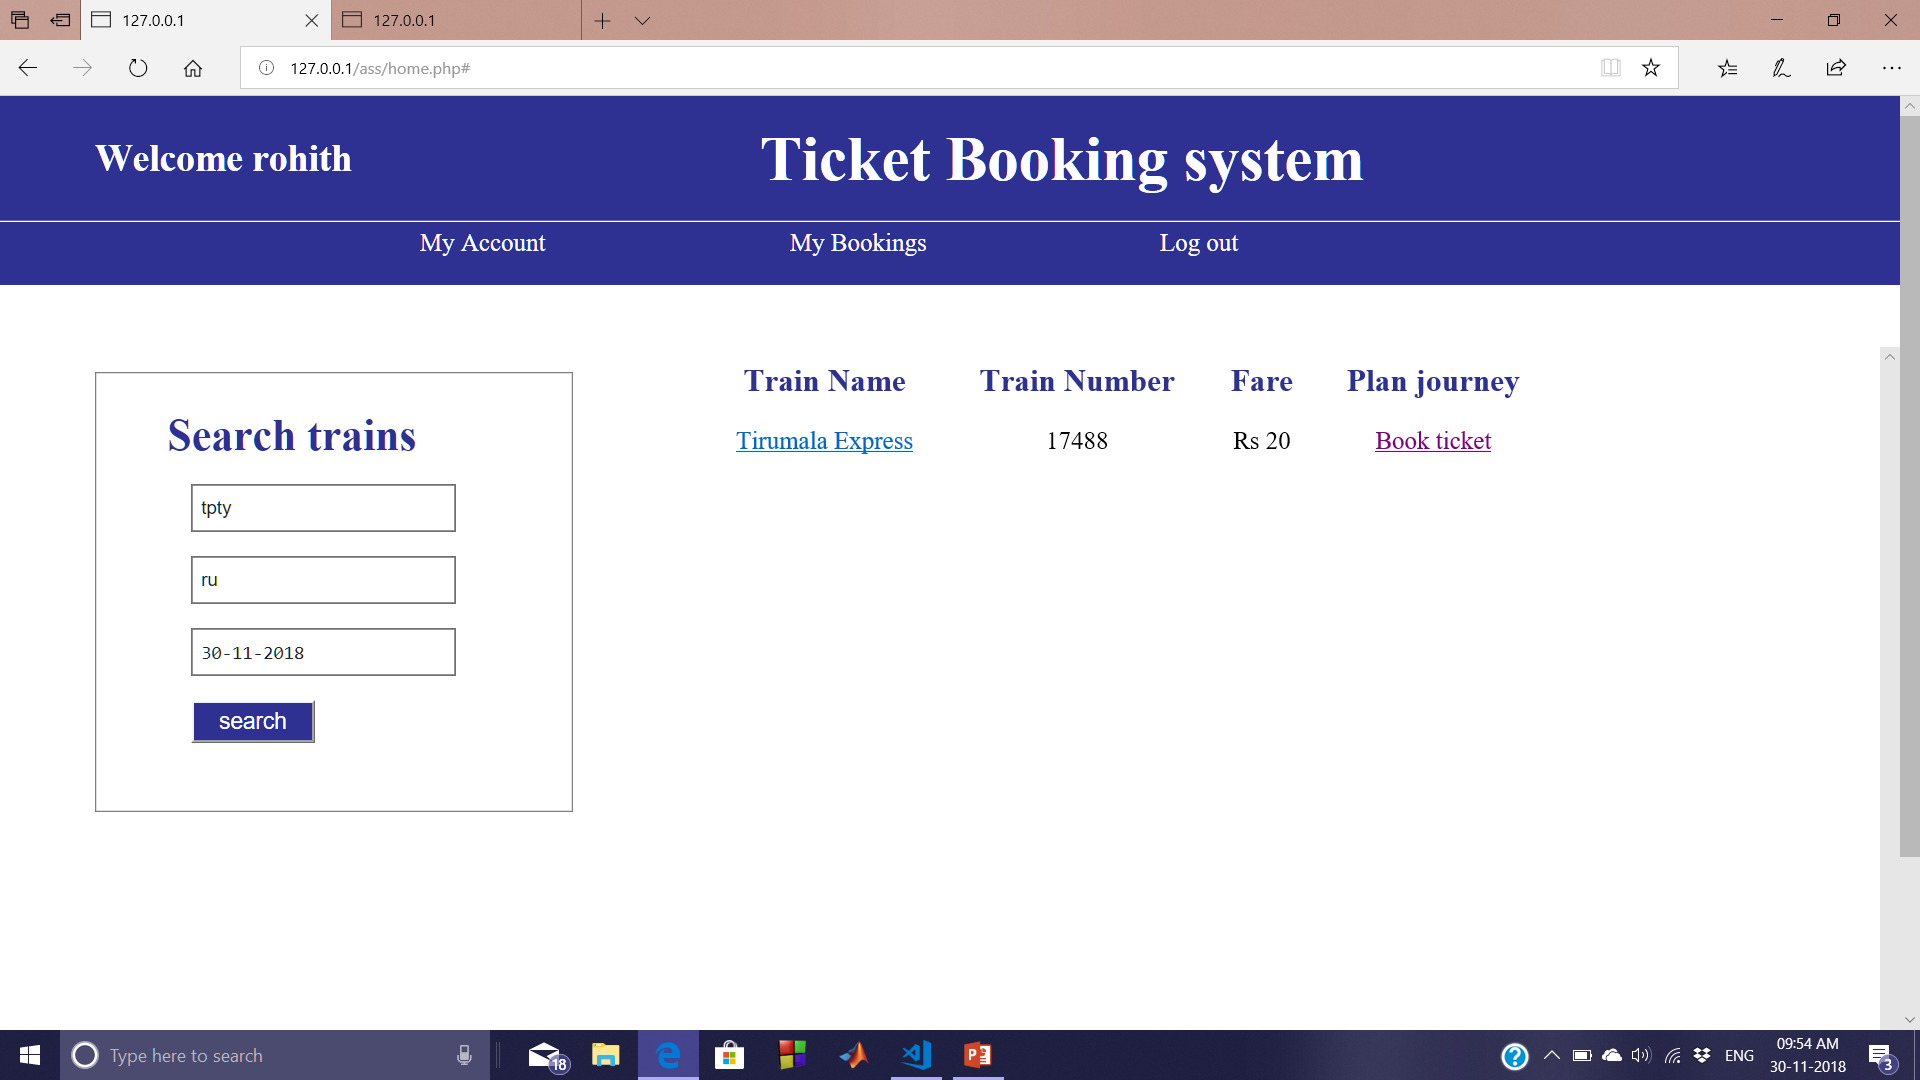 127.0.0.1
127.0.0.1
127.0.0.1/ass/home.php#
Welcome rohith
Ticket Booking system
My Account My Bookings Log out
Search trains
tpty
ru
30-11-2018
search
Train Name Train Number Fare Plan journey
Tirumala Express 17488 Rs 20 Book ticket
Type here to search
18
ENG
09:54 AM
30-11-2018
3